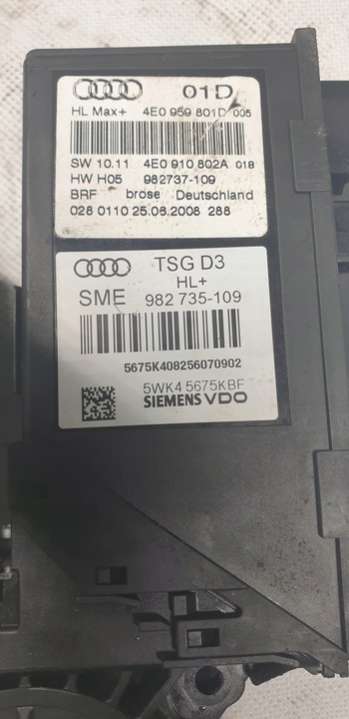 01D
HL Max+ 4E0 959 801D 005
SW 10.11 4E0 910 802A 018
HW H05 982737-109
BRF brose Deutschland
028 0110 25.06.2008 288
TSG D3
HL+
SME 982 735-109
5675K408256070902
5WK4 5675KBF
SIEMENS VDO